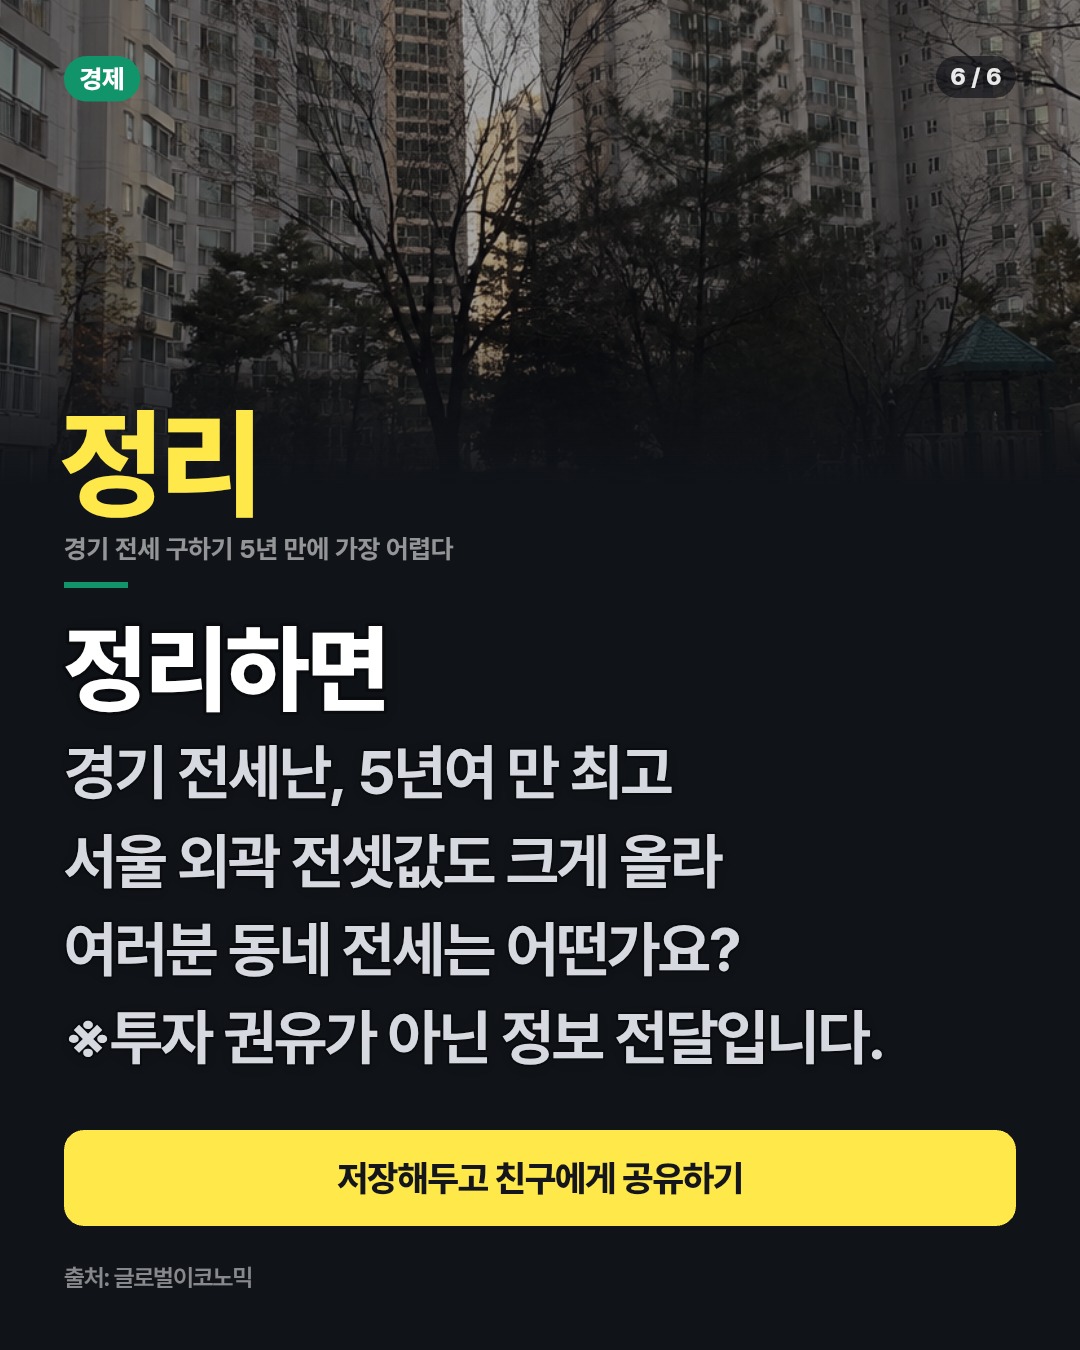 경제
6 / 6
정리
경기 전세 구하기 5년 만에 가장 어렵다
정리하면
경기 전세난, 5년여 만 최고
서울 외곽 전셋값도 크게 올라
여러분 동네 전세는 어떤가요?
※투자 권유가 아닌 정보 전달입니다.
저장해두고 친구에게 공유하기
출처: 글로벌이코노믹